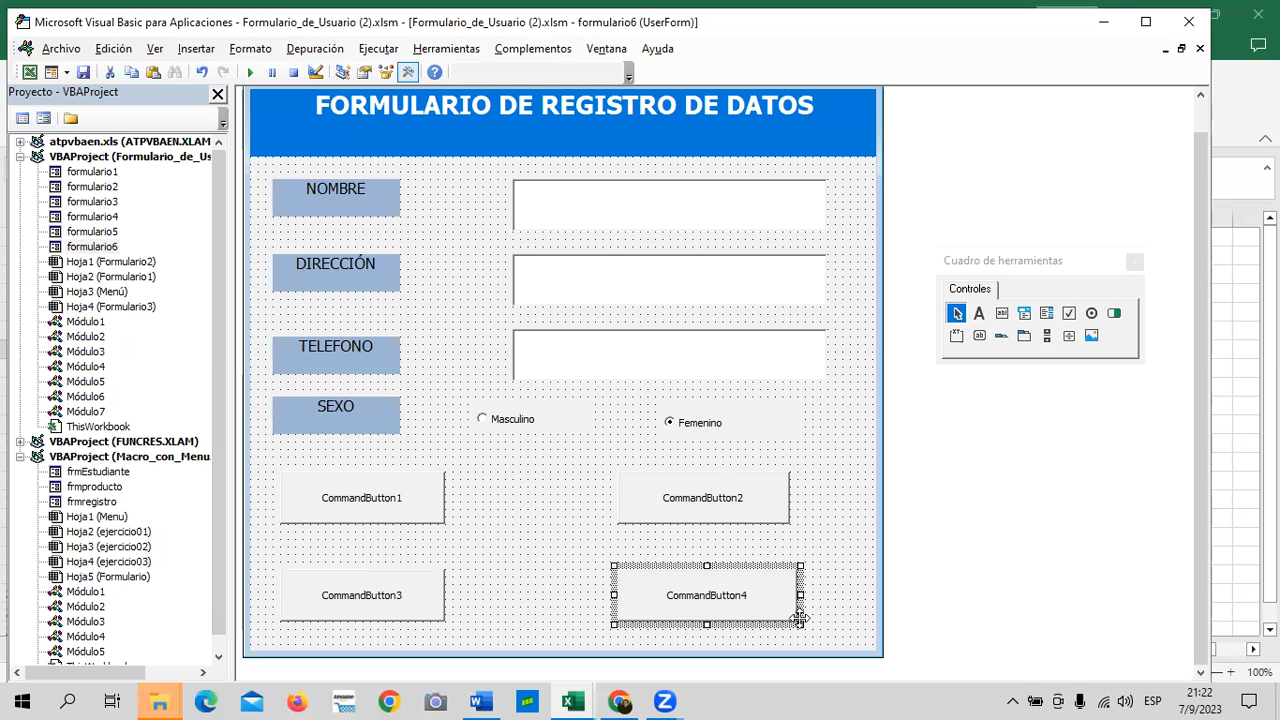 Microsoft Visual Basic para Aplicaciones - Formulario_de_Usuario (2).xlsm - [Formulario_de_Usuario (2).xlsm - formulario6 (UserForm)]
Archivo Edición Ver Insertar Formato Depuración Ejecutar Herramientas Complementos Ventana Ayuda
Proyecto - VBAProject
atpvbaen.xls (ATPVBAEN.XLAM
VBAProject (Formulario_de_Us
formulario1
formulario2
formulario3
formulario4
formulario5
formulario6
Hoja1 (Formulario2)
Hoja2 (Formulario1)
Hoja3 (Menú)
Hoja4 (Formulario3)
Módulo1
Módulo2
Módulo3
Módulo4
Módulo5
Módulo6
Módulo7
ThisWorkbook
VBAProject (FUNCRES.XLAM)
VBAProject (Macro_con_Menu
frmEstudiante
frmproducto
frmregistro
Hoja1 (Menu)
Hoja2 (ejercicio01)
Hoja3 (ejercicio02)
Hoja4 (ejercicio03)
Hoja5 (Formulario)
Módulo1
Módulo2
Módulo3
Módulo4
Módulo5
FORMULARIO DE REGISTRO DE DATOS
NOMBRE
DIRECCIÓN
TELEFONO
SEXO
Masculino
Femenino
CommandButton1
CommandButton2
CommandButton3
CommandButton4
Cuadro de herramientas
Controles
100%
ESP
21:22
7/9/2023